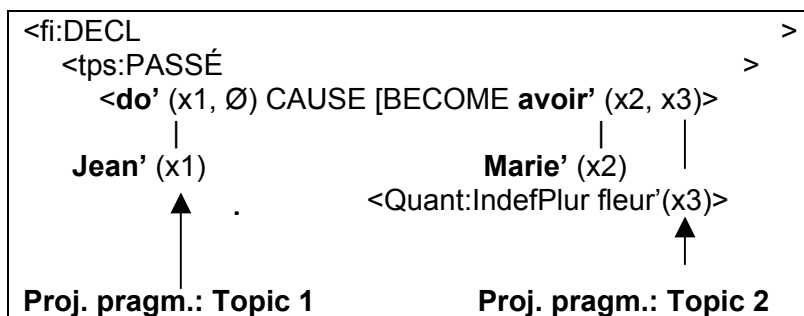 <fi:DECL >
<tps:PASSÉ >
<do’ (x1, Ø) CAUSE [BECOME avoir’ (x2, x3)>
Jean’ (x1) Marie’ (x2)
. <Quant:IndefPlur fleur’(x3)>
Proj. pragm.: Topic 1 Proj. pragm.: Topic 2